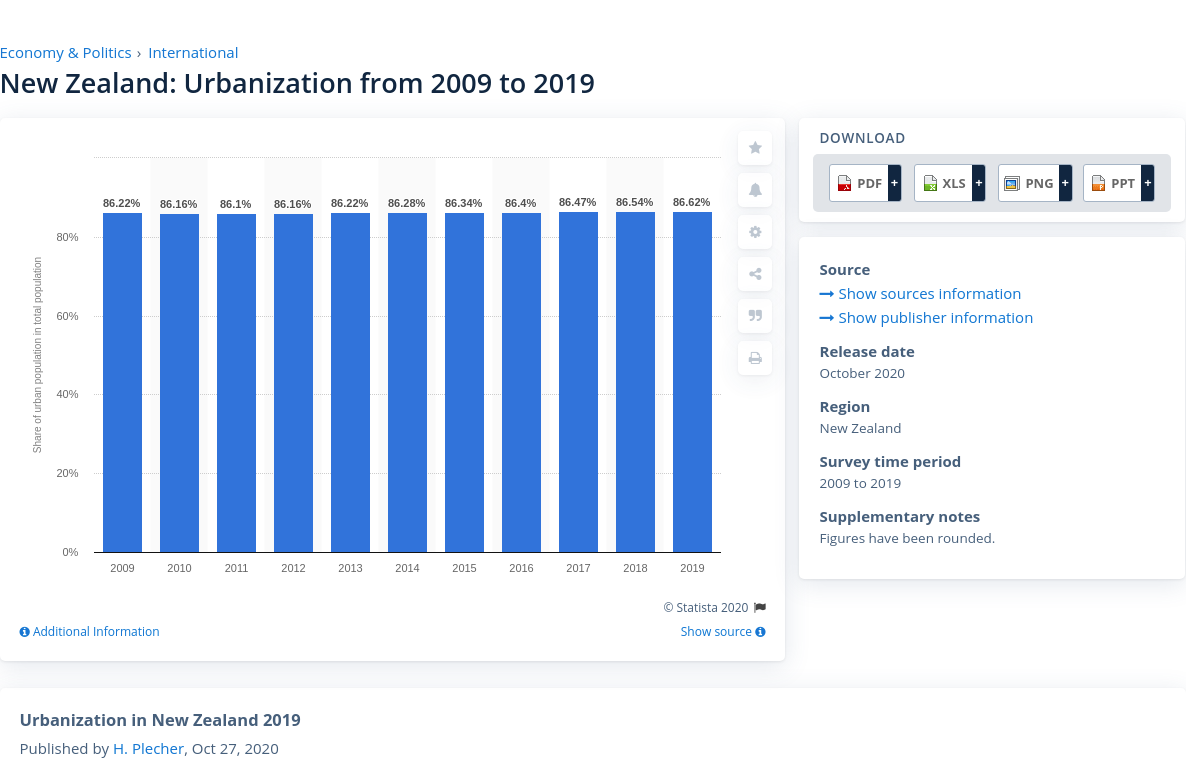 Economy & Politics › International
New Zealand: Urbanization from 2009 to 2019
86.22% 86.16% 86.1% 86.16% 86.22% 86.28% 86.34% 86.4% 86.47% 86.54% 86.62%
80%
60%
40%
20%
0%
Share of urban population in total population
2009 2010 2011 2012 2013 2014 2015 2016 2017 2018 2019
© Statista 2020
Additional Information
Show source
DOWNLOAD
PDF + XLS + PNG + PPT +
Source
Show sources information
Show publisher information
Release date
October 2020
Region
New Zealand
Survey time period
2009 to 2019
Supplementary notes
Figures have been rounded.
Urbanization in New Zealand 2019
Published by H. Plecher, Oct 27, 2020